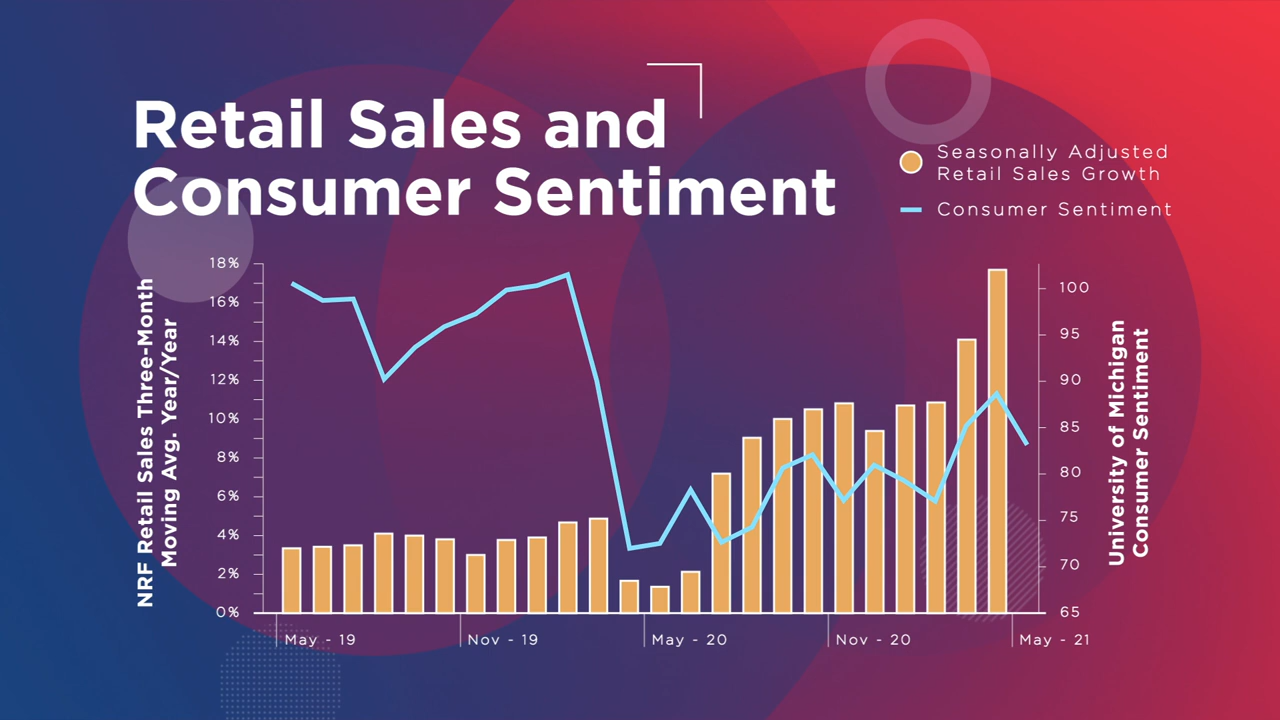 Retail Sales and
Consumer Sentiment
Seasonally Adjusted
Retail Sales Growth
Consumer Sentiment
NRF Retail Sales Three-Month
Moving Avg. Year/Year
18%
16%
14%
12%
10%
8%
6%
4%
2%
0%
100
95
90
85
80
75
70
65
University of Michigan
Consumer Sentiment
May - 19
Nov - 19
May - 20
Nov - 20
May - 21